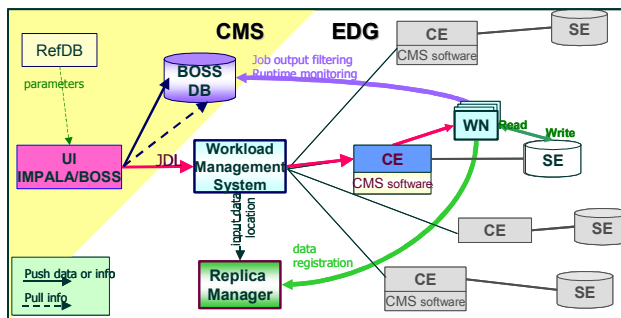 CMS
EDG
RefDB
parameters
BOSS
DB
Job output filtering
Runtime monitoring
CE
CMS software
SE
UI
IMPALA/BOSS
JDL
Workload
Management
System
CE
CMS software
WN
Read
Write
SE
input data
location
data
registration
Replica
Manager
CE
SE
CE
CMS software
SE
Push data or info
Pull info